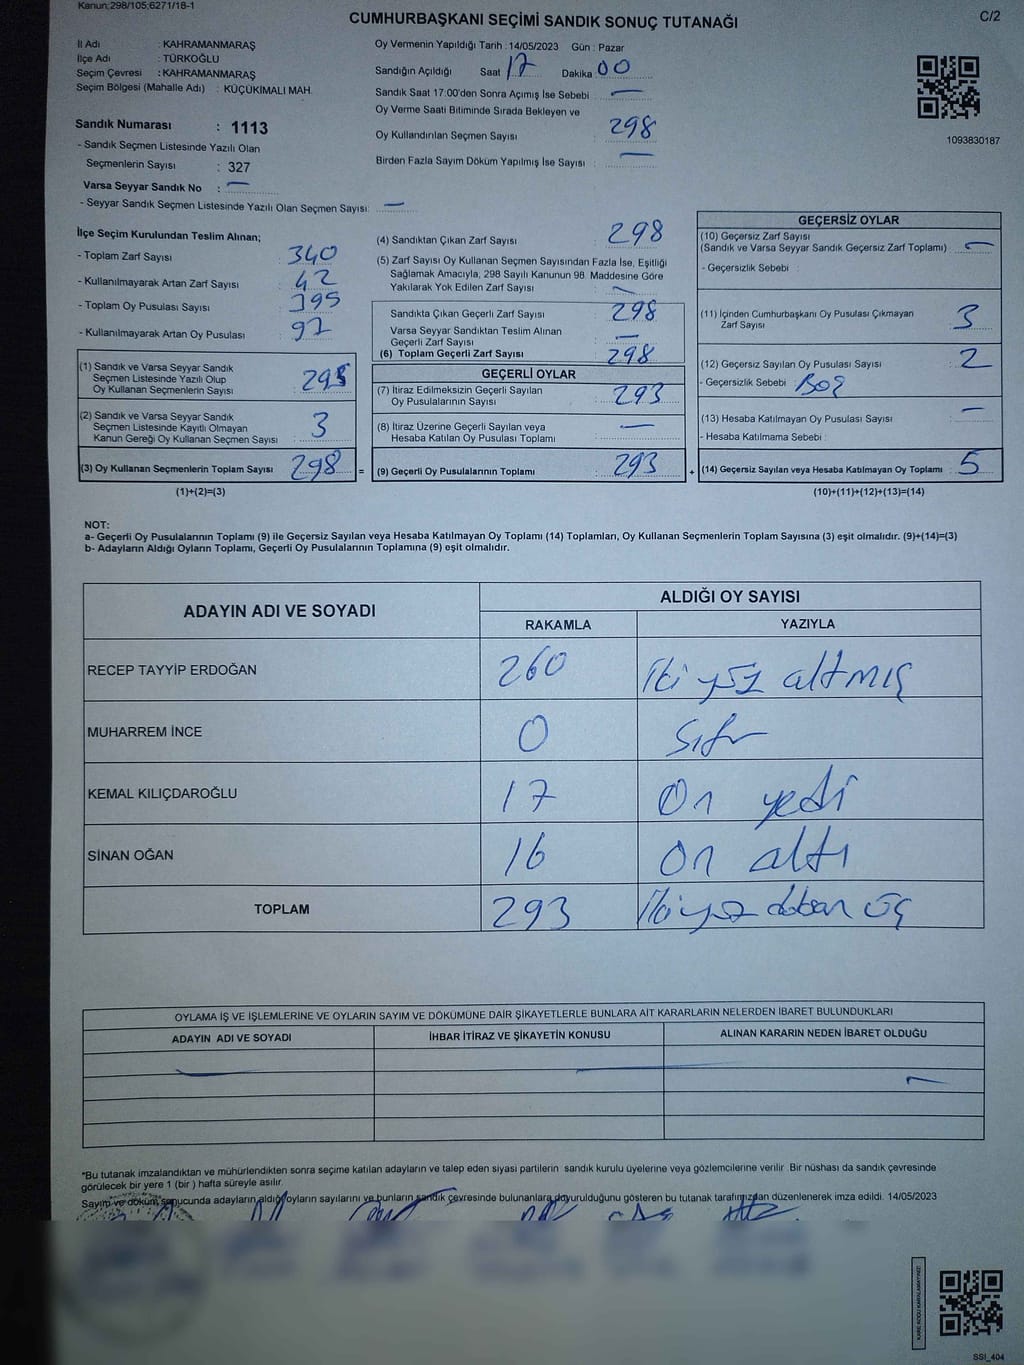 Kanun:298/105;6271/18-1
CUMHURBAŞKANI SEÇİMİ SANDIK SONUÇ TUTANAĞI
C/2
İl Adı : KAHRAMANMARAŞ
İlçe Adı : TÜRKOĞLU
Seçim Çevresi : KAHRAMANMARAŞ
Seçim Bölgesi (Mahalle Adı) : KÜÇÜKİMALI MAH.
Sandık Numarası : 1113
- Sandık Seçmen Listesinde Yazılı Olan
Seçmenlerin Sayısı : 327
Varsa Seyyar Sandık No : —
- Seyyar Sandık Seçmen Listesinde Yazılı Olan Seçmen Sayısı: —
Oy Vermenin Yapıldığı Tarih : 14/05/2023 Gün : Pazar
Sandığın Açıldığı Saat 17 Dakika 00
Sandık Saat 17:00'den Sonra Açımış İse Sebebi : —
Oy Verme Saati Bitiminde Sırada Bekleyen ve
Oy Kullandırılan Seçmen Sayısı : 298
Birden Fazla Sayım Döküm Yapılmış İse Sayısı : —
1093830187
İlçe Seçim Kurulundan Teslim Alınan;
- Toplam Zarf Sayısı : 340
- Kullanılmayarak Artan Zarf Sayısı : 42
- Toplam Oy Pusulası Sayısı : 395
- Kullanılmayarak Artan Oy Pusulası : 97
(1) Sandık ve Varsa Seyyar Sandık
Seçmen Listesinde Yazılı Olup
Oy Kullanan Seçmenlerin Sayısı : 295
(2) Sandık ve Varsa Seyyar Sandık
Seçmen Listesinde Kayıtlı Olmayan
Kanun Gereği Oy Kullanan Seçmen Sayısı : 3
(3) Oy Kullanan Seçmenlerin Toplam Sayısı : 298
(1)+(2)=(3)
(4) Sandıktan Çıkan Zarf Sayısı : 298
(5) Zarf Sayısı Oy Kullanan Seçmen Sayısından Fazla İse, Eşitliği
Sağlamak Amacıyla, 298 Sayılı Kanunun 98. Maddesine Göre
Yakılarak Yok Edilen Zarf Sayısı : —
Sandıkta Çıkan Geçerli Zarf Sayısı : 298
Varsa Seyyar Sandıktan Teslim Alınan
Geçerli Zarf Sayısı : —
(6) Toplam Geçerli Zarf Sayısı : 298
GEÇERLİ OYLAR
(7) İtiraz Edilmeksizin Geçerli Sayılan
Oy Pusulalarının Sayısı : 293
(8) İtiraz Üzerine Geçerli Sayılan veya
Hesaba Katılan Oy Pusulası Toplamı : —
= (9) Geçerli Oy Pusulalarının Toplamı : 293
GEÇERSİZ OYLAR
(10) Geçersiz Zarf Sayısı
(Sandık ve Varsa Seyyar Sandık Geçersiz Zarf Toplamı) : —
- Geçersizlik Sebebi
(11) İçinden Cumhurbaşkanı Oy Pusulası Çıkmayan
Zarf Sayısı : 3
(12) Geçersiz Sayılan Oy Pusulası Sayısı : 2
- Geçersizlik Sebebi : Boş
(13) Hesaba Katılmayan Oy Pusulası Sayısı : —
- Hesaba Katılmama Sebebi :
+ (14) Geçersiz Sayılan veya Hesaba Katılmayan Oy Toplamı : 5
(10)+(11)+(12)+(13)=(14)
NOT:
a- Geçerli Oy Pusulalarının Toplamı (9) ile Geçersiz Sayılan veya Hesaba Katılmayan Oy Toplamı (14) Toplamları, Oy Kullanan Seçmenlerin Toplam Sayısına (3) eşit olmalıdır. (9)+(14)=(3)
b- Adayların Aldığı Oyların Toplamı, Geçerli Oy Pusulalarının Toplamına (9) eşit olmalıdır.
ADAYIN ADI VE SOYADI
ALDIĞI OY SAYISI
RAKAMLA YAZIYLA
RECEP TAYYİP ERDOĞAN 260 İki yüz altmış
MUHARREM İNCE 0 Sıfır
KEMAL KILIÇDAROĞLU 17 On yedi
SİNAN OĞAN 16 On altı
TOPLAM 293 İki yüz doksan üç
OYLAMA İŞ VE İŞLEMLERİNE VE OYLARIN SAYIM VE DÖKÜMÜNE DAİR ŞİKAYETLERLE BUNLARA AİT KARARLARIN NELERDEN İBARET BULUNDUKLARI
ADAYIN ADI VE SOYADI İHBAR İTİRAZ VE ŞİKAYETİN KONUSU ALINAN KARARIN NEDEN İBARET OLDUĞU
*Bu tutanak imzalandıktan ve mühürlendikten sonra seçime katılan adayların ve talep eden siyasi partilerin sandık kurulu üyelerine veya gözlemcilerine verilir. Bir nüshası da sandık çevresinde
görülecek bir yere 1 (bir ) hafta süreyle asılır.
Sayım ve döküm sonucunda adayların aldığı oyların sayılarını ve bunların sandık çevresinde bulunanlara duyurulduğunu gösteren bu tutanak tarafımızdan düzenlenerek imza edildi. 14/05/2023
KARE KODU KARALAMAYINIZ!
SSI_404